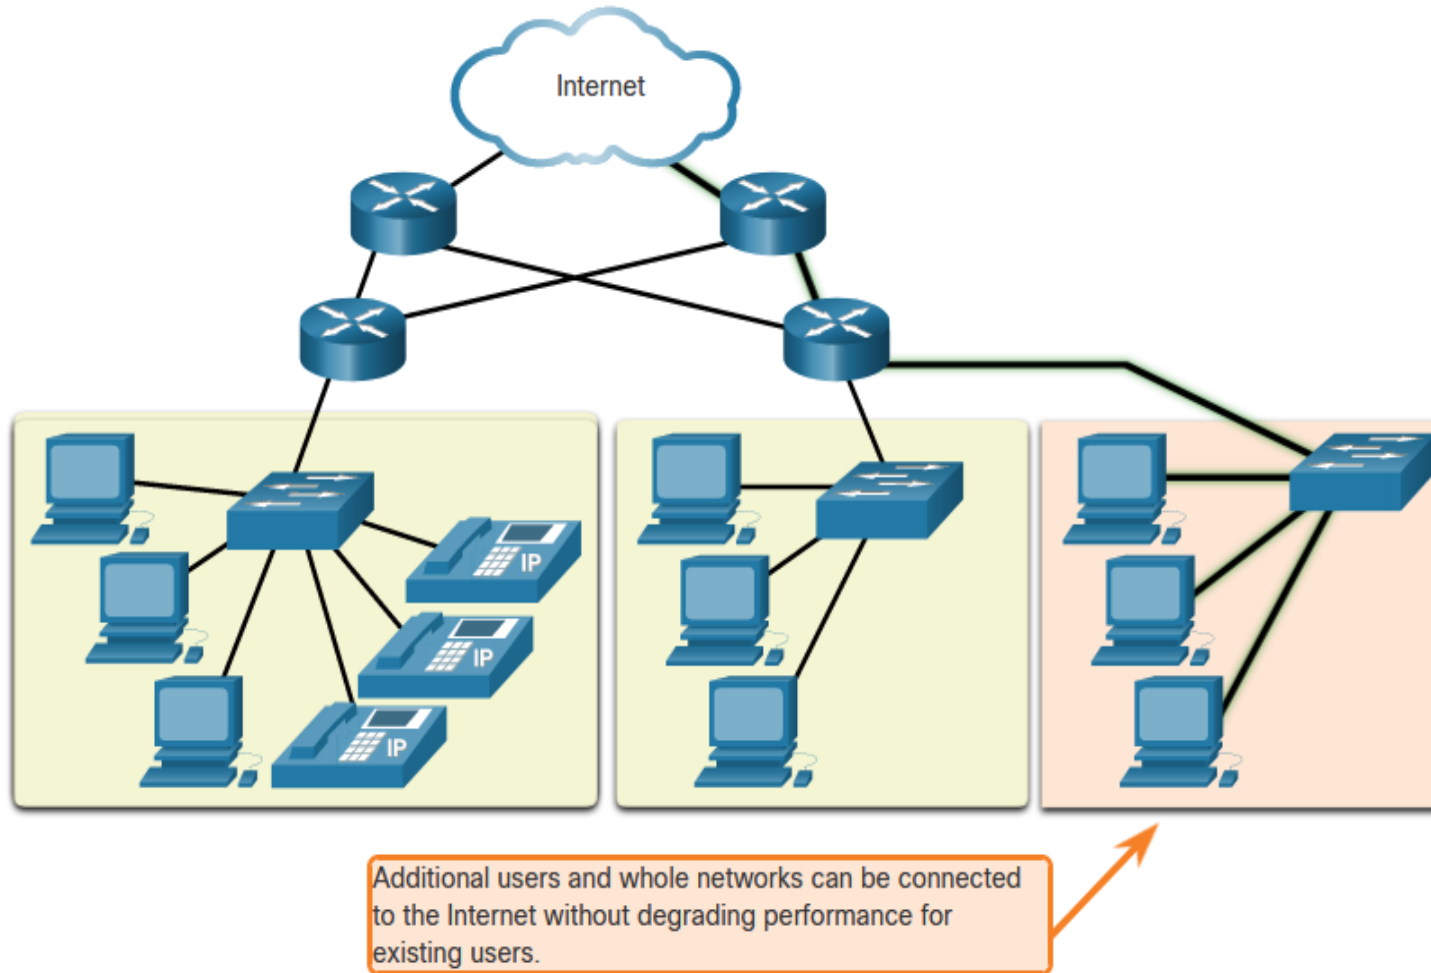 Internet
IP
IP
IP
Additional users and whole networks can be connected
to the Internet without degrading performance for
existing users.